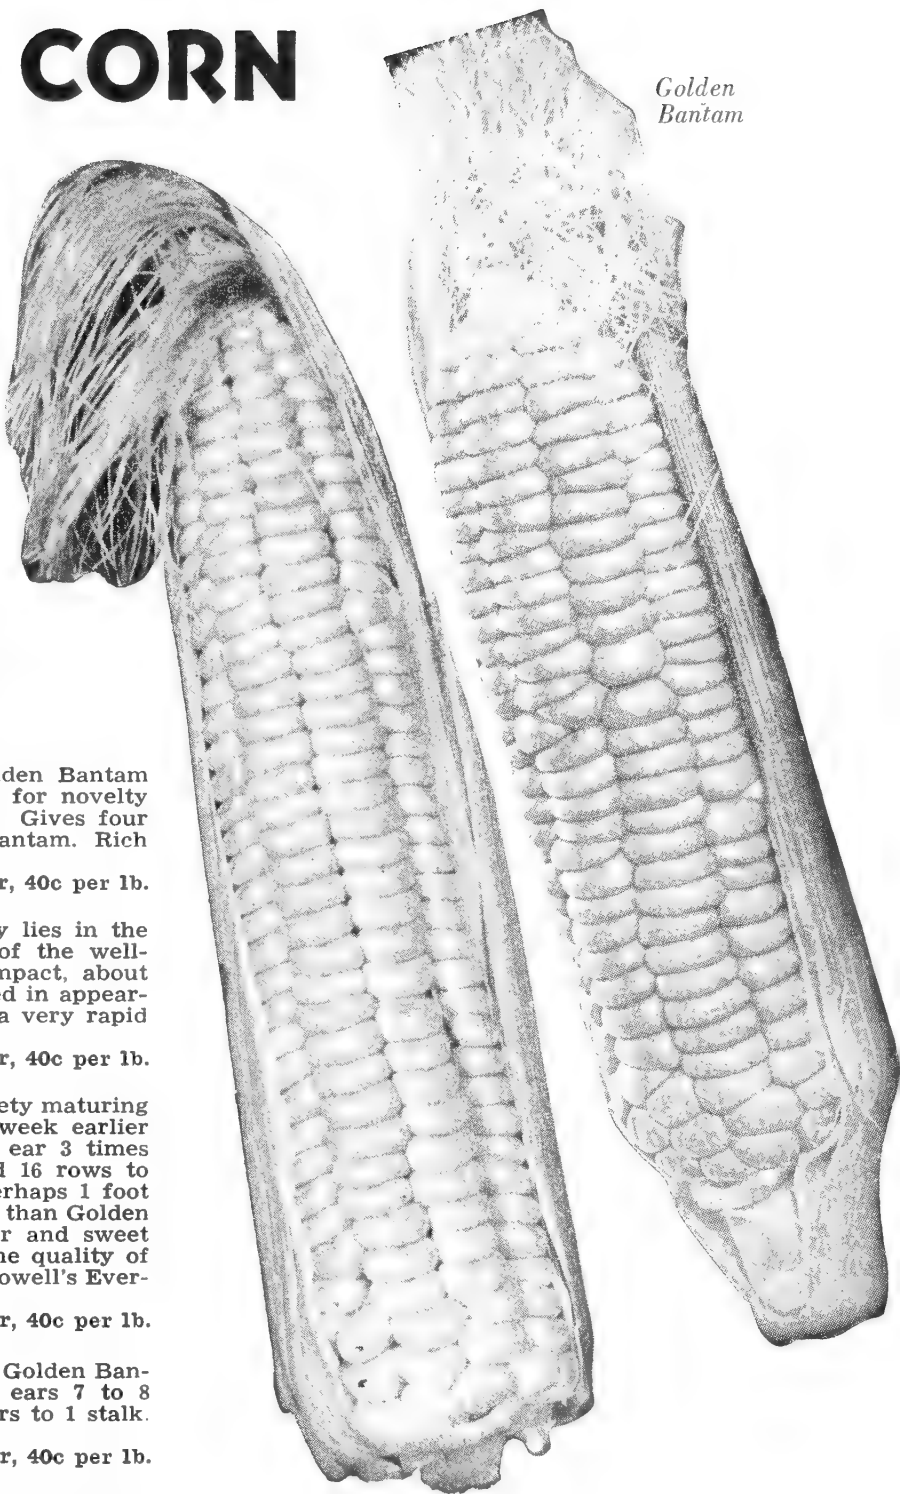 CORN
Golden
Bantam
den Bantam
for novelty
Gives four
antam. Rich
r, 40c per lb.
y lies in the
of the well-
mpact, about
ed in appear-
a very rapid
r, 40c per lb.
ety maturing
week earlier
ear 3 times
d 16 rows to
erhaps 1 foot
than Golden
r and sweet
ne quality of
owell's Ever-
r, 40c per lb.
Golden Ban-
ears 7 to 8
rs to 1 stalk.
r, 40c per lb.